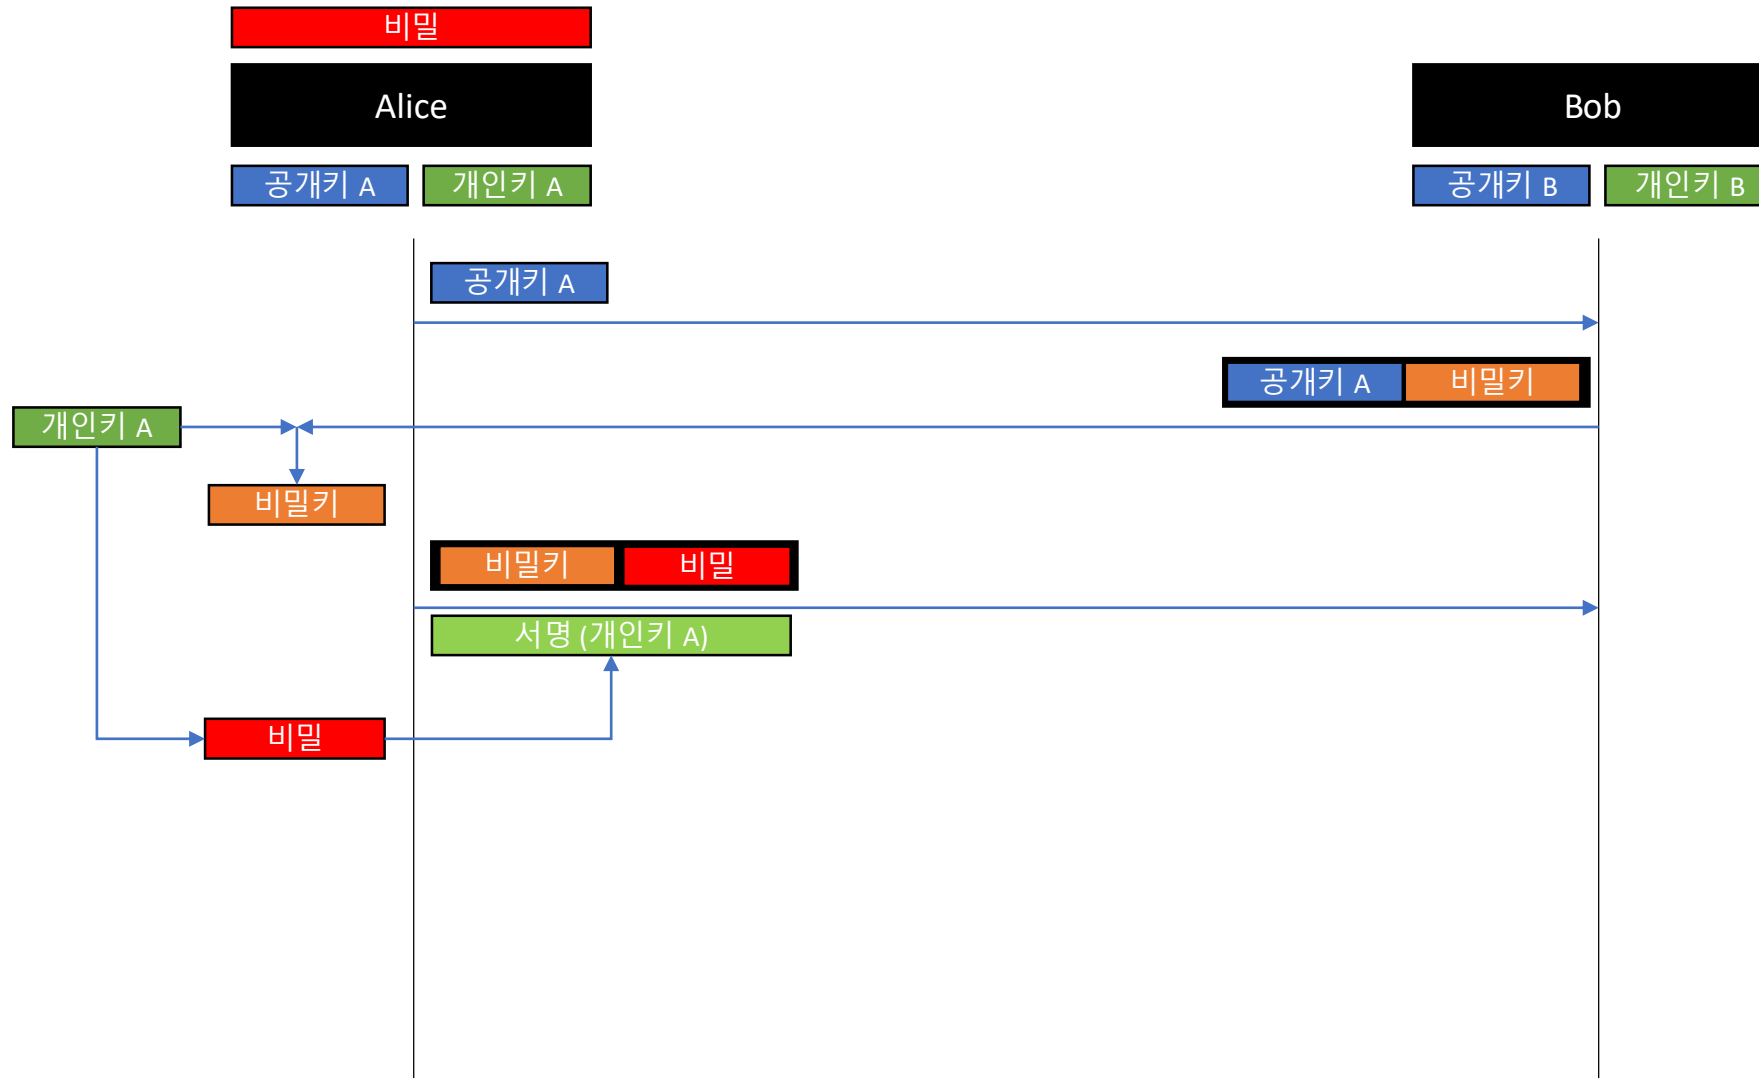 비밀
Alice
Bob
공개키 A
개인키 A
공개키 B
개인키 B
공개키 A
공개키 A
비밀키
개인키 A
비밀키
비밀키
비밀
서명 (개인키 A)
비밀